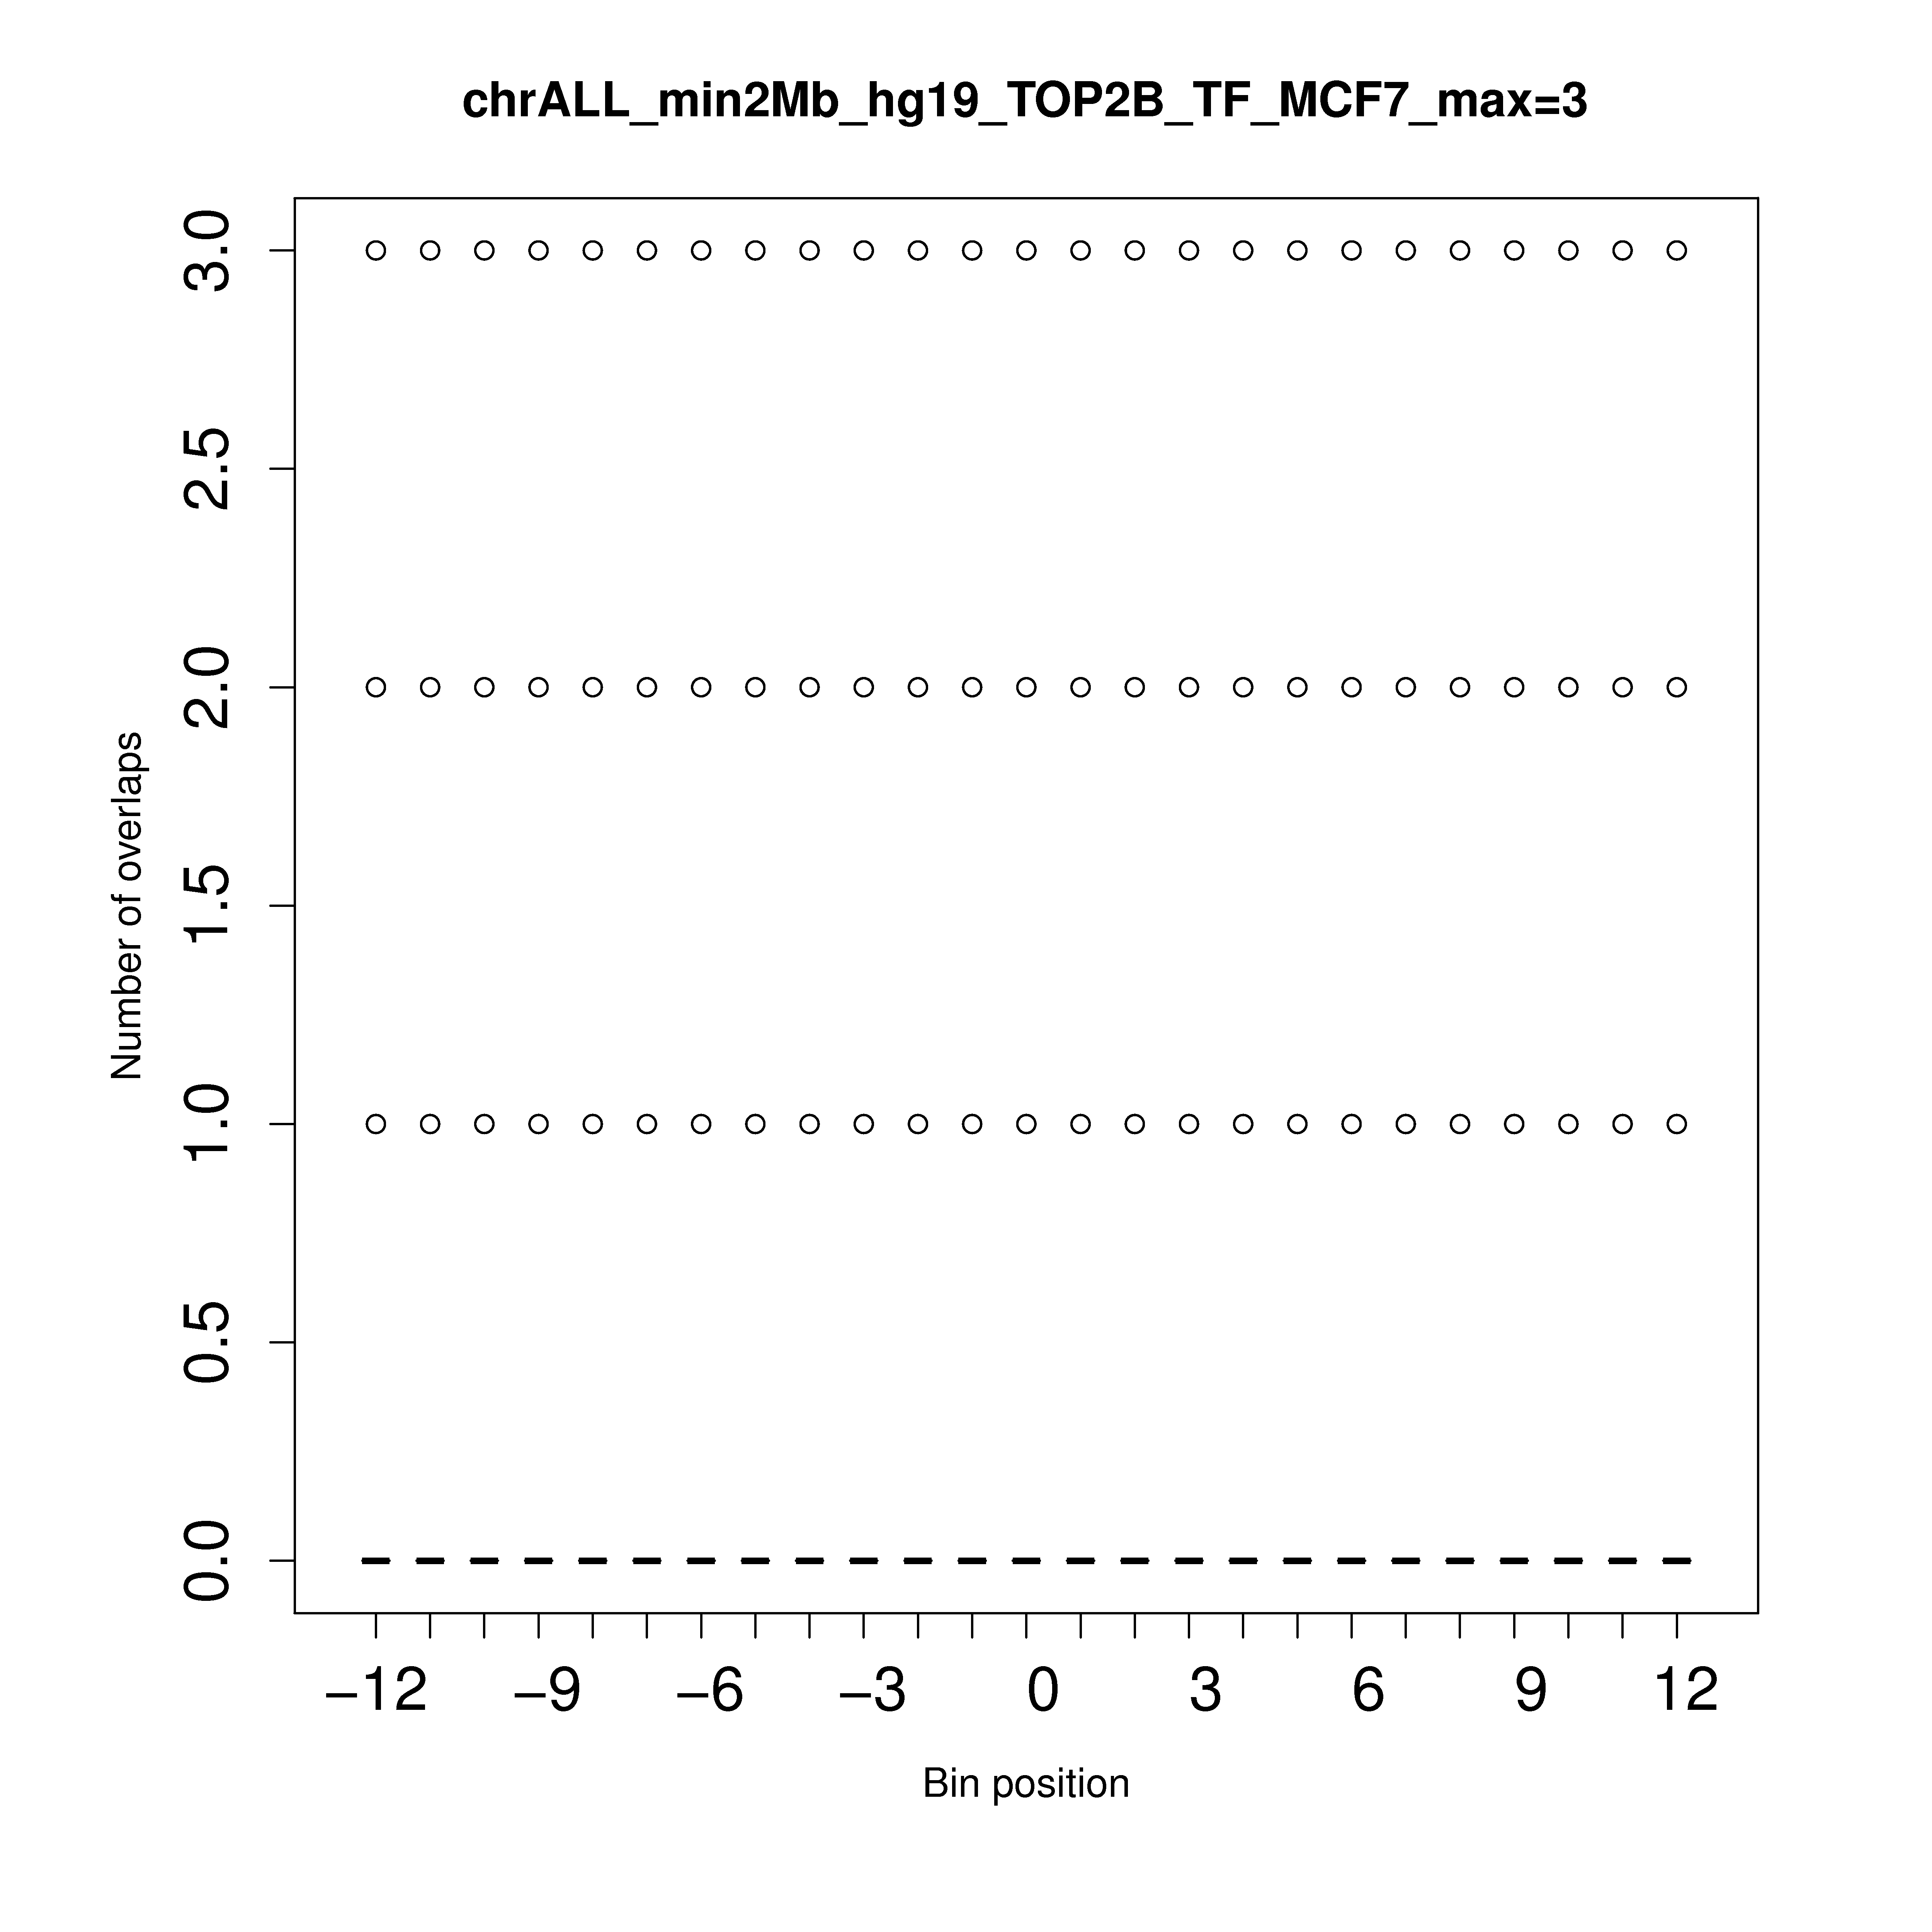 chrALL_min2Mb_hg19_TOP2B_TF_MCF7_max=3
3.0
2.5
2.0
1.5
1.0
0.5
0.0
Number of overlaps
−12 −9 −6 −3 0 3 6 9 12
Bin position